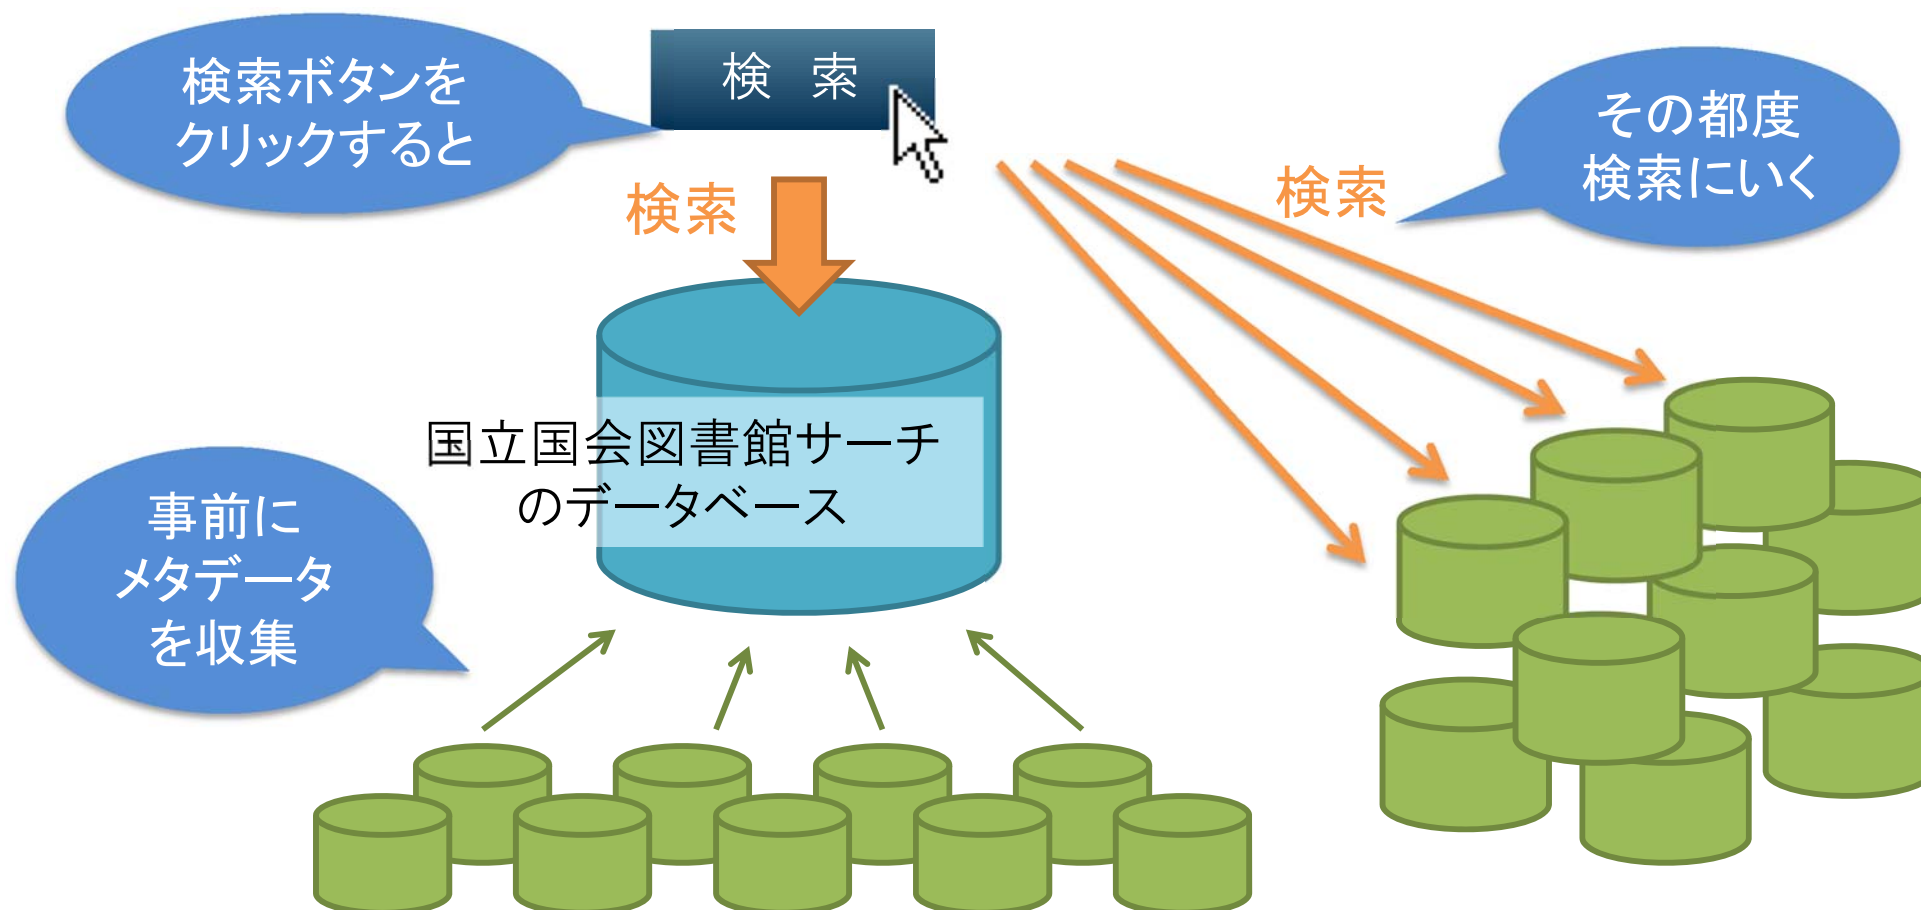 検索ボタンを
クリックすると
検 索
検索
検索
その都度
検索にいく
国立国会図書館サーチ
のデータベース
事前に
メタデータ
を収集